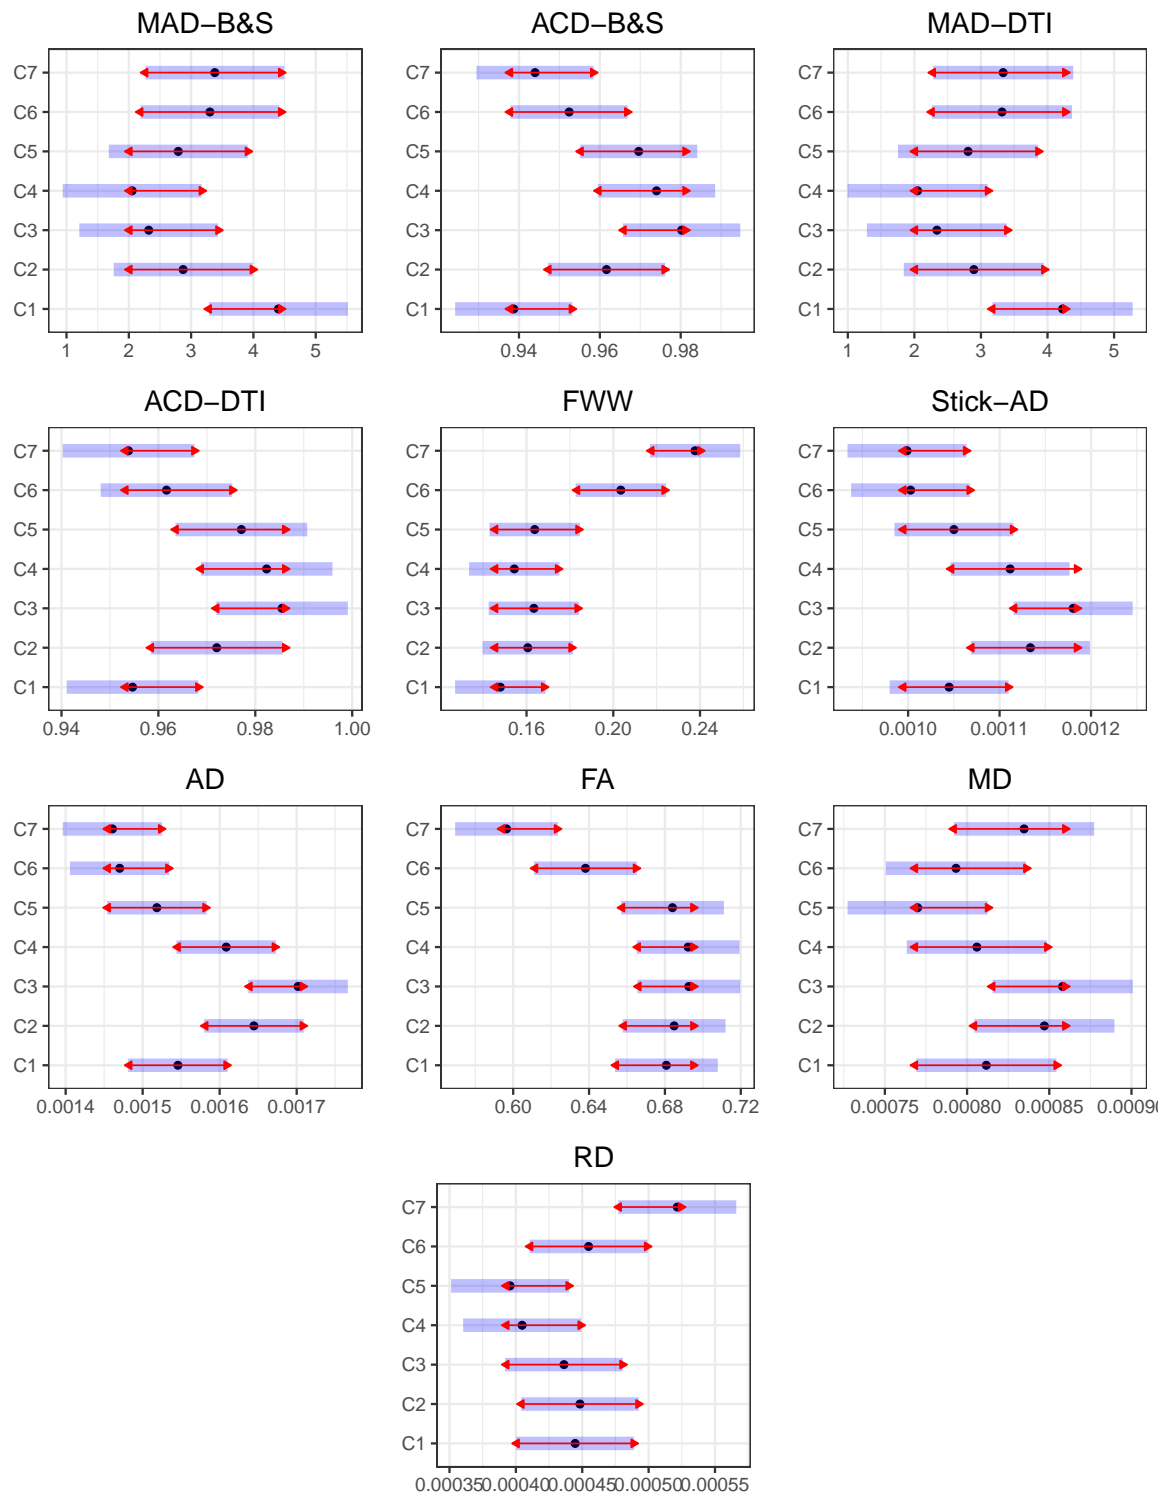 MAD−B&S
ACD−B&S
MAD−DTI
C7
C6
C5
C4
C3
C2
C1
1 2 3 4 5
C7
C6
C5
C4
C3
C2
C1
0.94 0.96 0.98
C7
C6
C5
C4
C3
C2
C1
1 2 3 4 5
ACD−DTI
FWW
Stick−AD
C7
C6
C5
C4
C3
C2
C1
0.94 0.96 0.98 1.00
C7
C6
C5
C4
C3
C2
C1
0.16 0.20 0.24
C7
C6
C5
C4
C3
C2
C1
0.0010 0.0011 0.0012
AD
FA
MD
C7
C6
C5
C4
C3
C2
C1
0.0014 0.0015 0.0016 0.0017
C7
C6
C5
C4
C3
C2
C1
0.60 0.64 0.68 0.72
C7
C6
C5
C4
C3
C2
C1
0.00075 0.00080 0.00085 0.0009
RD
C7
C6
C5
C4
C3
C2
C1
0.00035 0.00040 0.00045 0.00050 0.00055